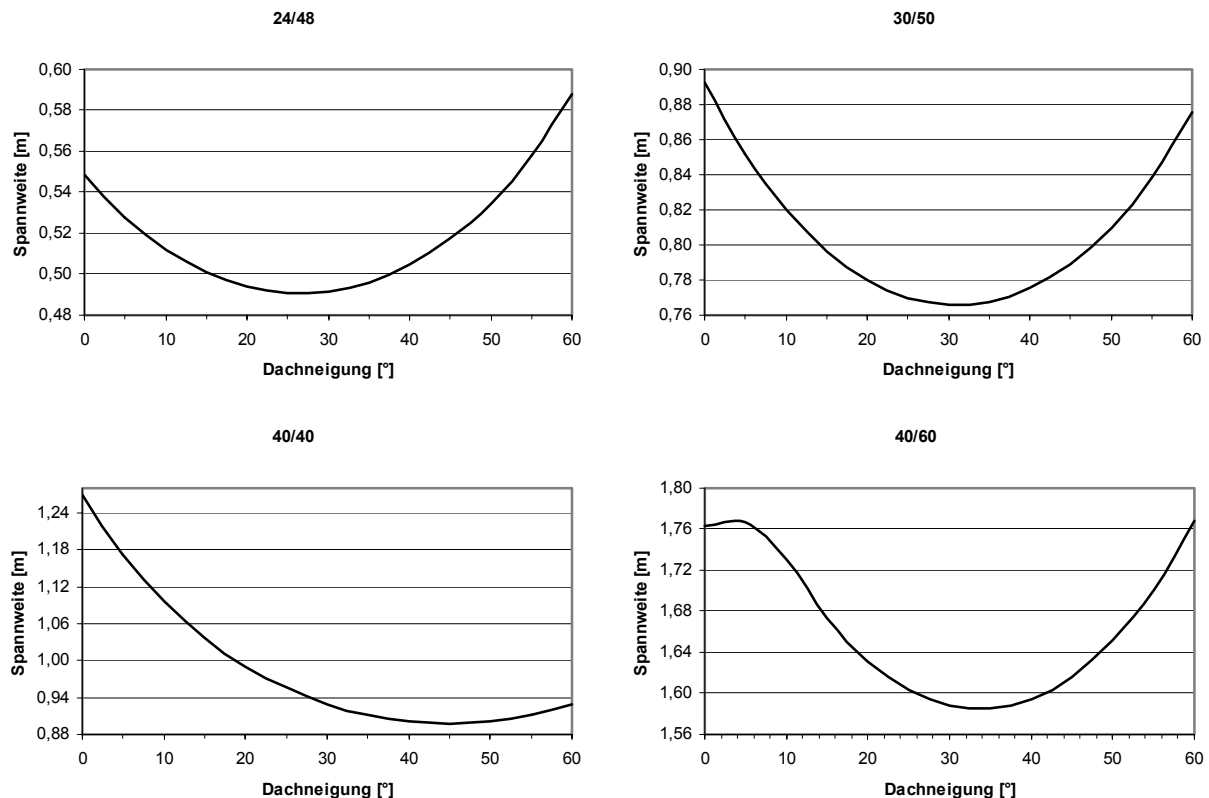 24/48
Spannweite [m]
0,60
0,58
0,56
0,54
0,52
0,50
0,48
0 10 20 30 40 50 60
Dachneigung [°]
30/50
Spannweite [m]
0,90
0,88
0,86
0,84
0,82
0,80
0,78
0,76
0 10 20 30 40 50 60
Dachneigung [°]
40/40
Spannweite [m]
1,24
1,18
1,12
1,06
1,00
0,94
0,88
0 10 20 30 40 50 60
Dachneigung [°]
40/60
Spannweite [m]
1,80
1,76
1,72
1,68
1,64
1,60
1,56
0 10 20 30 40 50 60
Dachneigung [°]